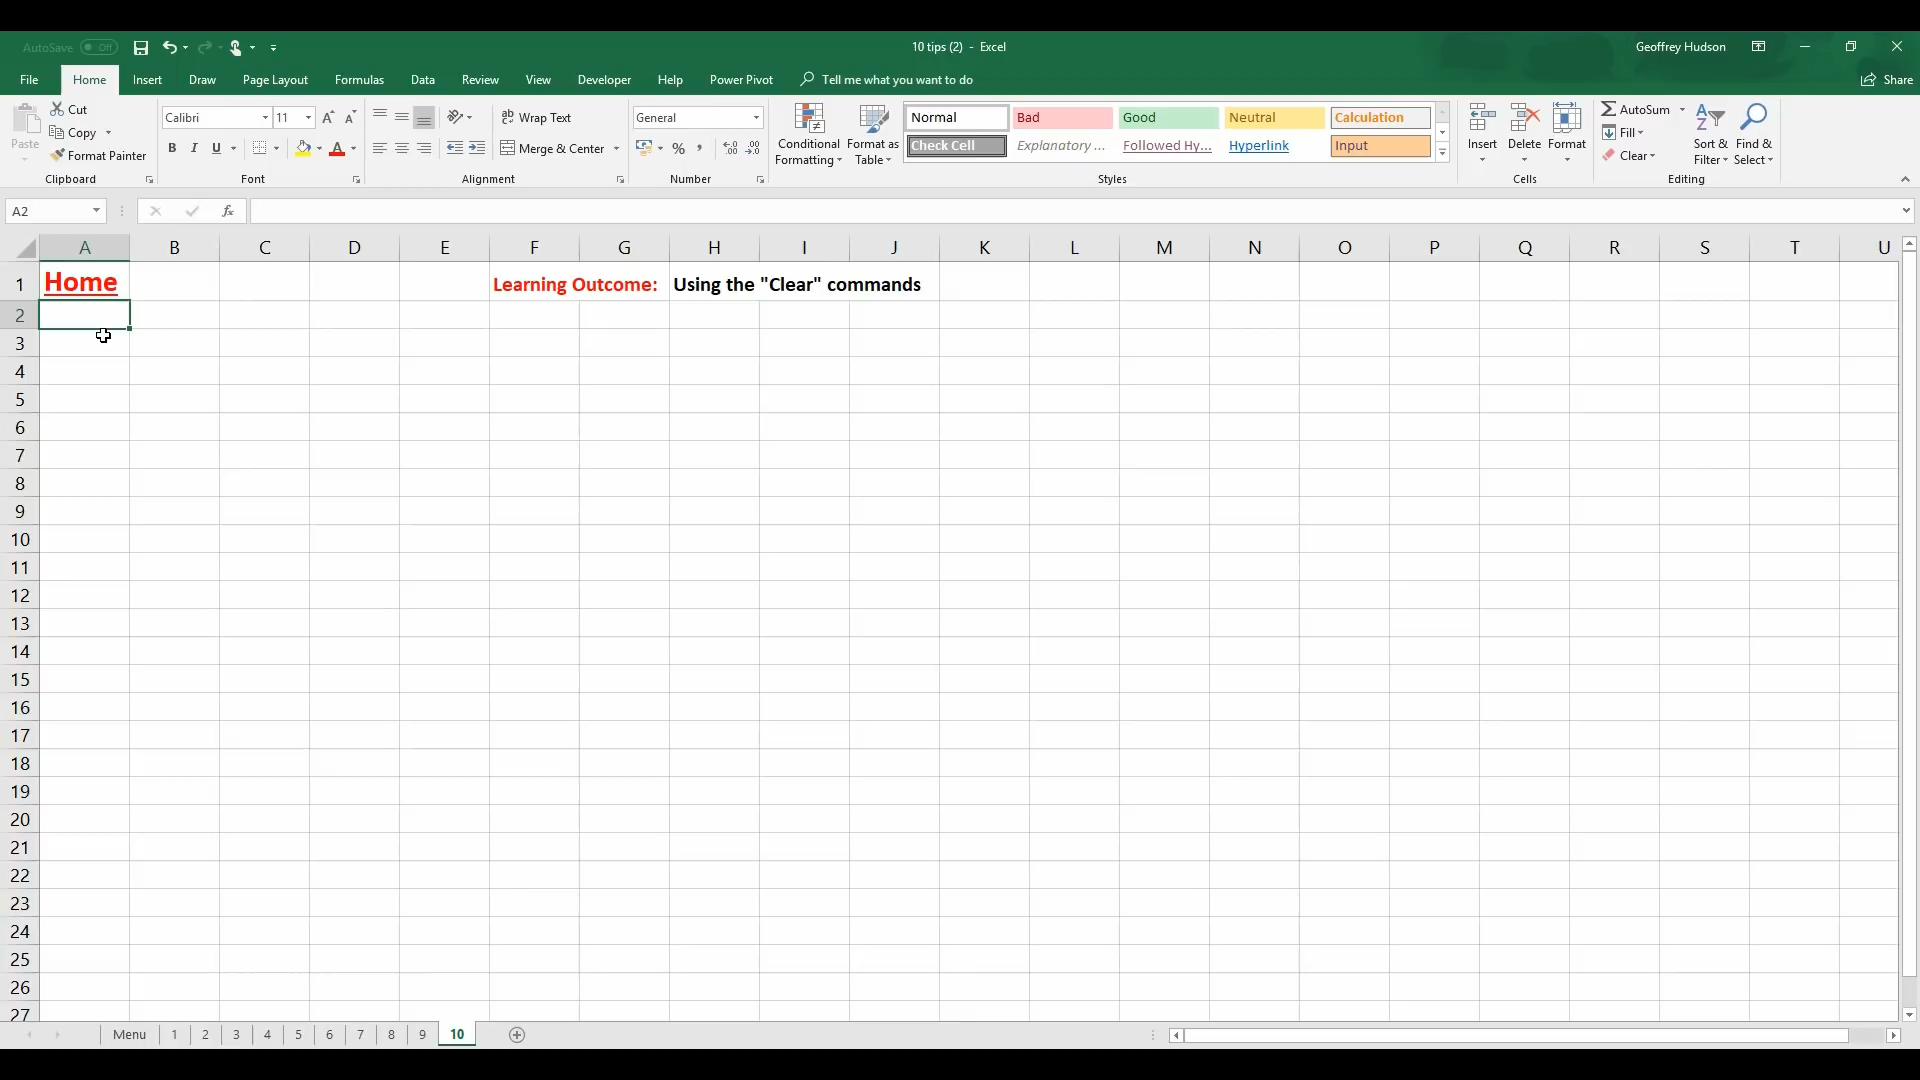 AutoSave Off
10 tips (2) - Excel
Geoffrey Hudson
File Home Insert Draw Page Layout Formulas Data Review View Developer Help Power Pivot Tell me what you want to do Share
Paste
Cut
Copy
Format Painter
Clipboard
Calibri 11
B I U
Font
Wrap Text
Merge & Center
Alignment
General
%
Number
Conditional Formatting
Format as Table
Normal Bad Good Neutral Calculation
Check Cell Explanatory ... Followed Hy... Hyperlink Input
Styles
Insert Delete Format
Cells
AutoSum
Fill
Clear
Sort & Filter
Find & Select
Editing
A2 fx
A B C D E F G H I J K L M N O P Q R S T U
1 Home Learning Outcome: Using the "Clear" commands
2
3
4
5
6
7
8
9
10
11
12
13
14
15
16
17
18
19
20
21
22
23
24
25
26
27
Menu 1 2 3 4 5 6 7 8 9 10